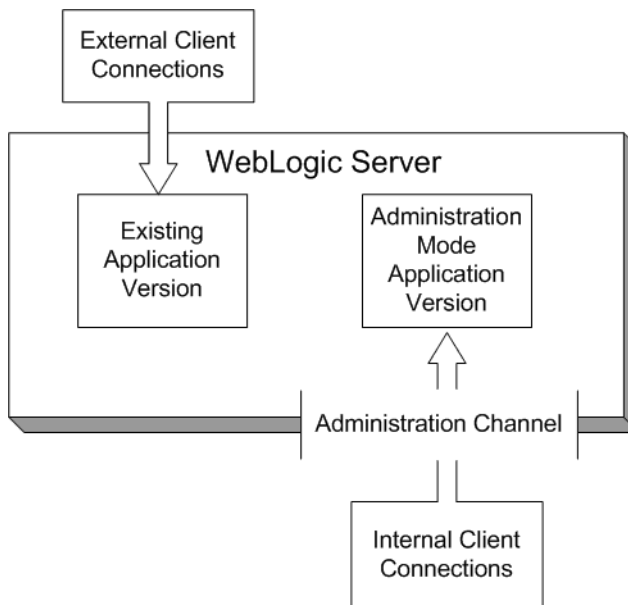 External Client
Connections
WebLogic Server
Existing
Application
Version
Administration
Mode
Application
Version
Administration Channel
Internal Client
Connections